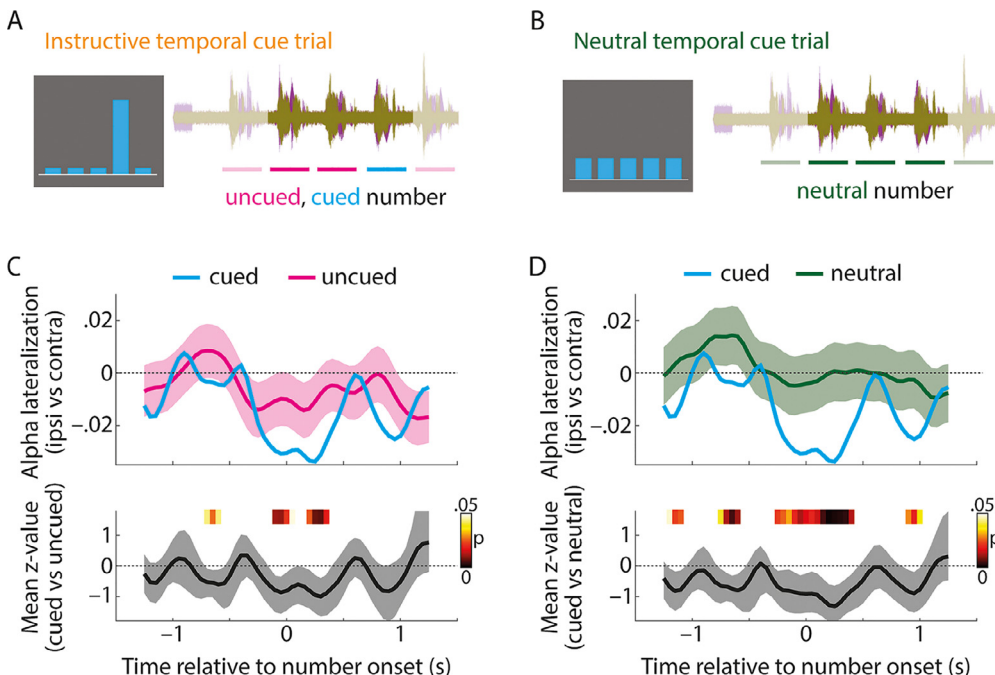 A
Instructive temporal cue trial
uncued, cued number
B
Neutral temporal cue trial
neutral number
C
cued
uncued
Alpha lateralization
(ipsi vs contra)
.02
0
–.02
Mean z-value
(cued vs uncued)
1
0
–1
.05
p
0
–1
0
1
Time relative to number onset (s)
D
cued
neutral
Alpha lateralization
(ipsi vs contra)
.02
0
–.02
Mean z-value
(cued vs neutral)
1
0
–1
.05
p
0
–1
0
1
Time relative to number onset (s)